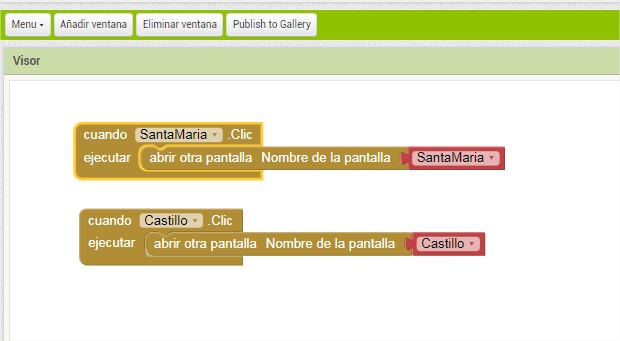 Menu Añadir ventana Eliminar ventana Publish to Gallery
Visor
cuando SantaMaria .Clic
ejecutar abrir otra pantalla Nombre de la pantalla SantaMaria
cuando Castillo .Clic
ejecutar abrir otra pantalla Nombre de la pantalla Castillo